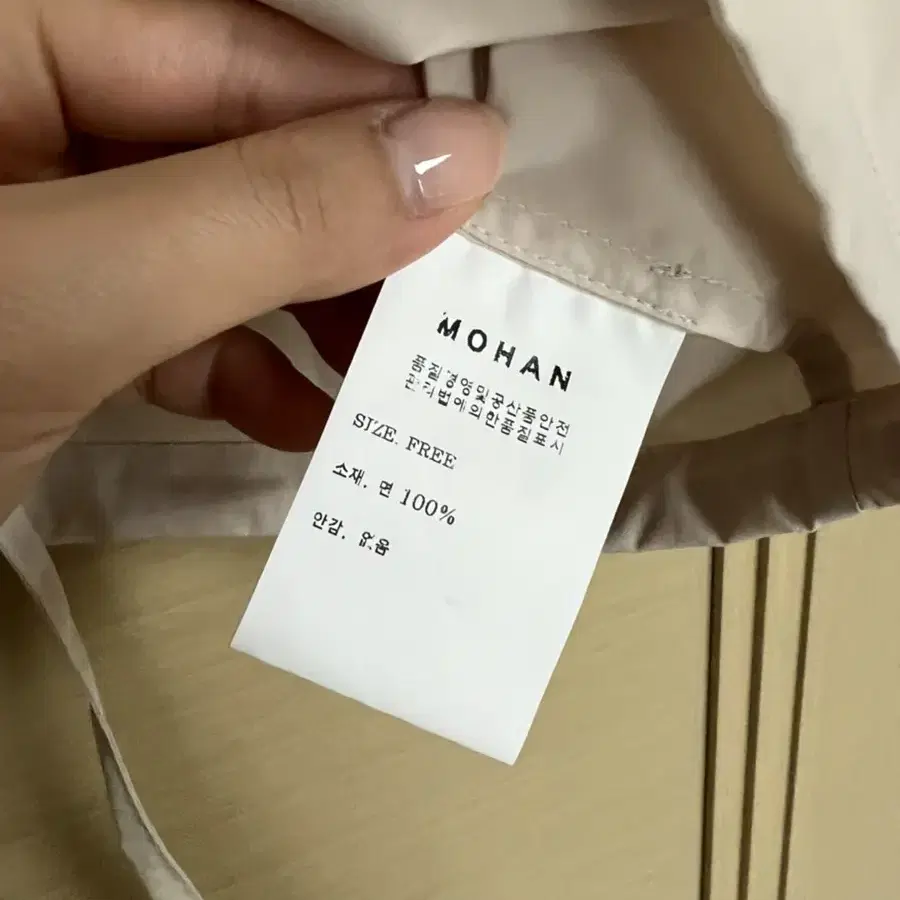 MOHAN
품질경영및공산품안전
관리법에의한품질표시
SIZE. FREE
소재. 면 100%
안감. 없음